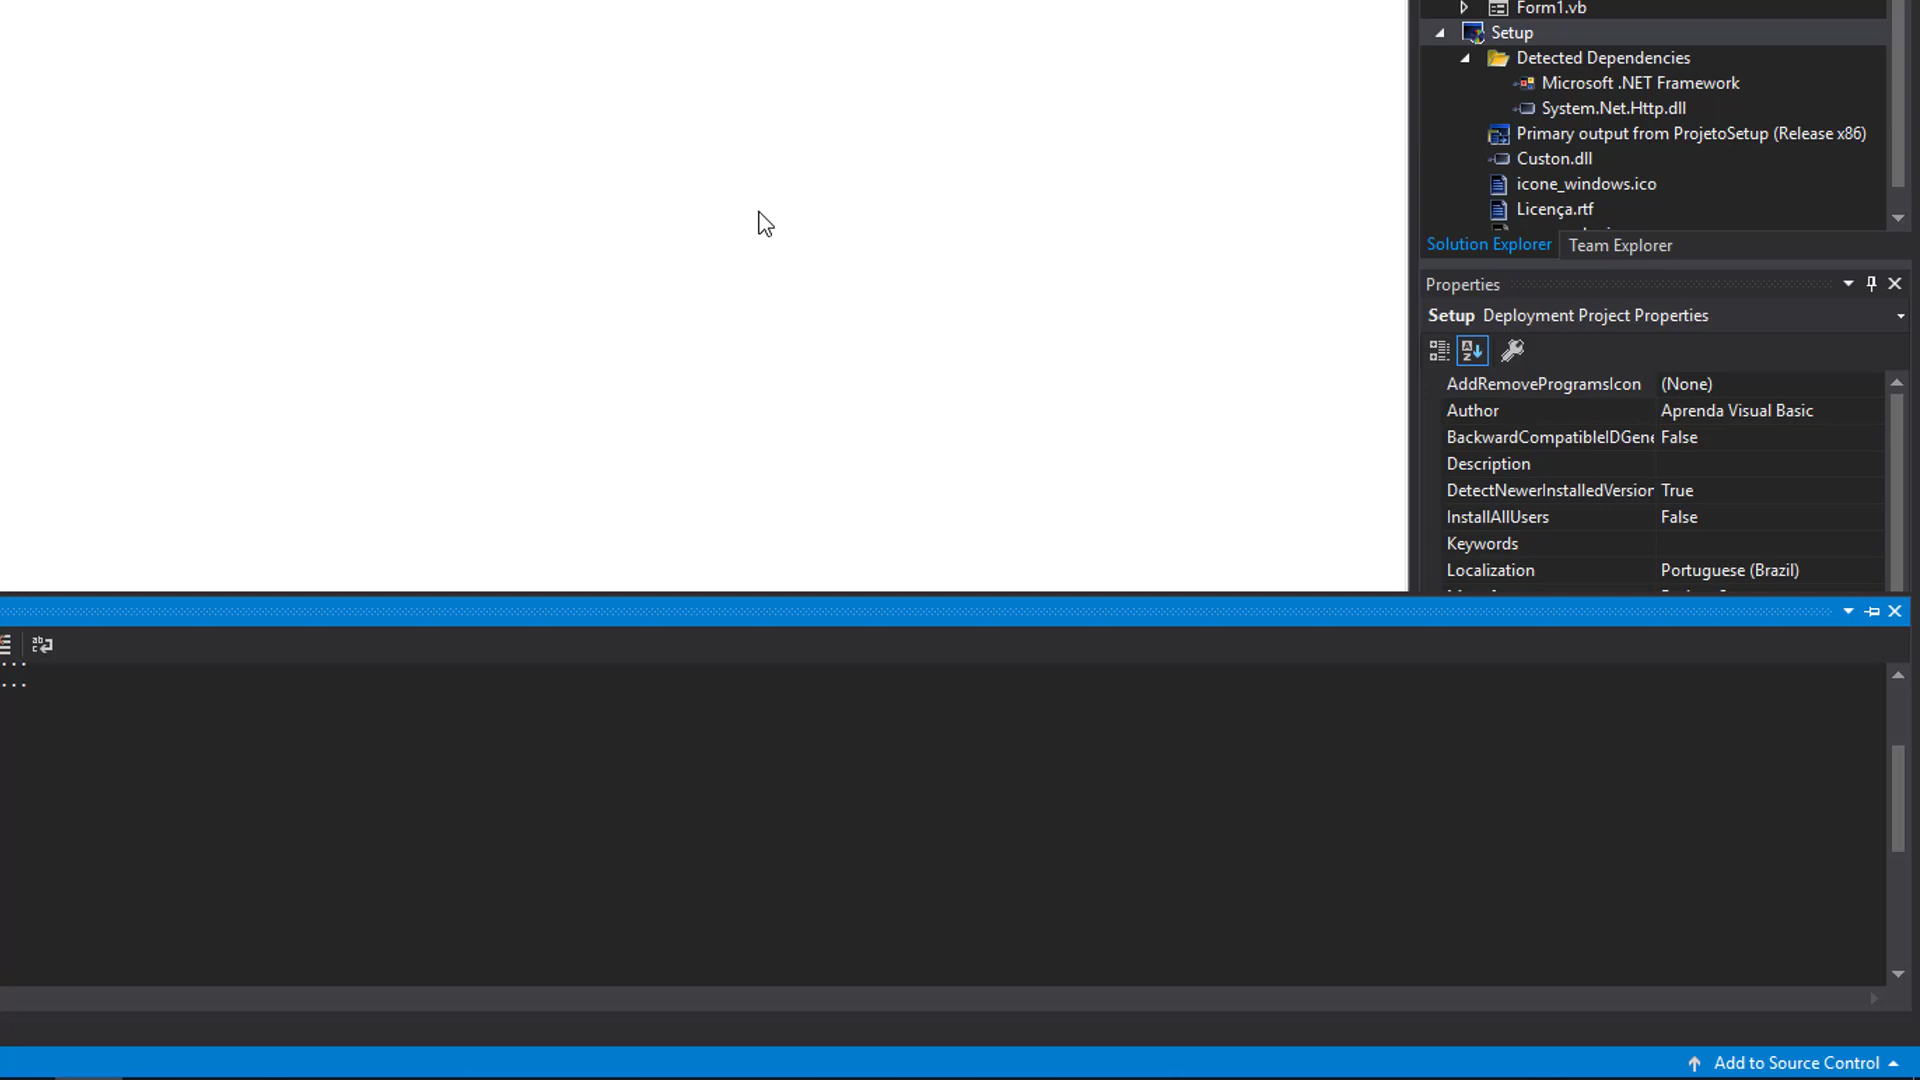 Form1.vb
Setup
Detected Dependencies
Microsoft .NET Framework
System.Net.Http.dll
Primary output from ProjetoSetup (Release x86)
Custon.dll
icone_windows.ico
Licença.rtf
Solution Explorer
Team Explorer
Properties
Setup Deployment Project Properties
AddRemoveProgramsIcon (None)
Author Aprenda Visual Basic
BackwardCompatibleIDGene False
Description
DetectNewerInstalledVersion True
InstallAllUsers False
Keywords
Localization Portuguese (Brazil)
...
...
Add to Source Control